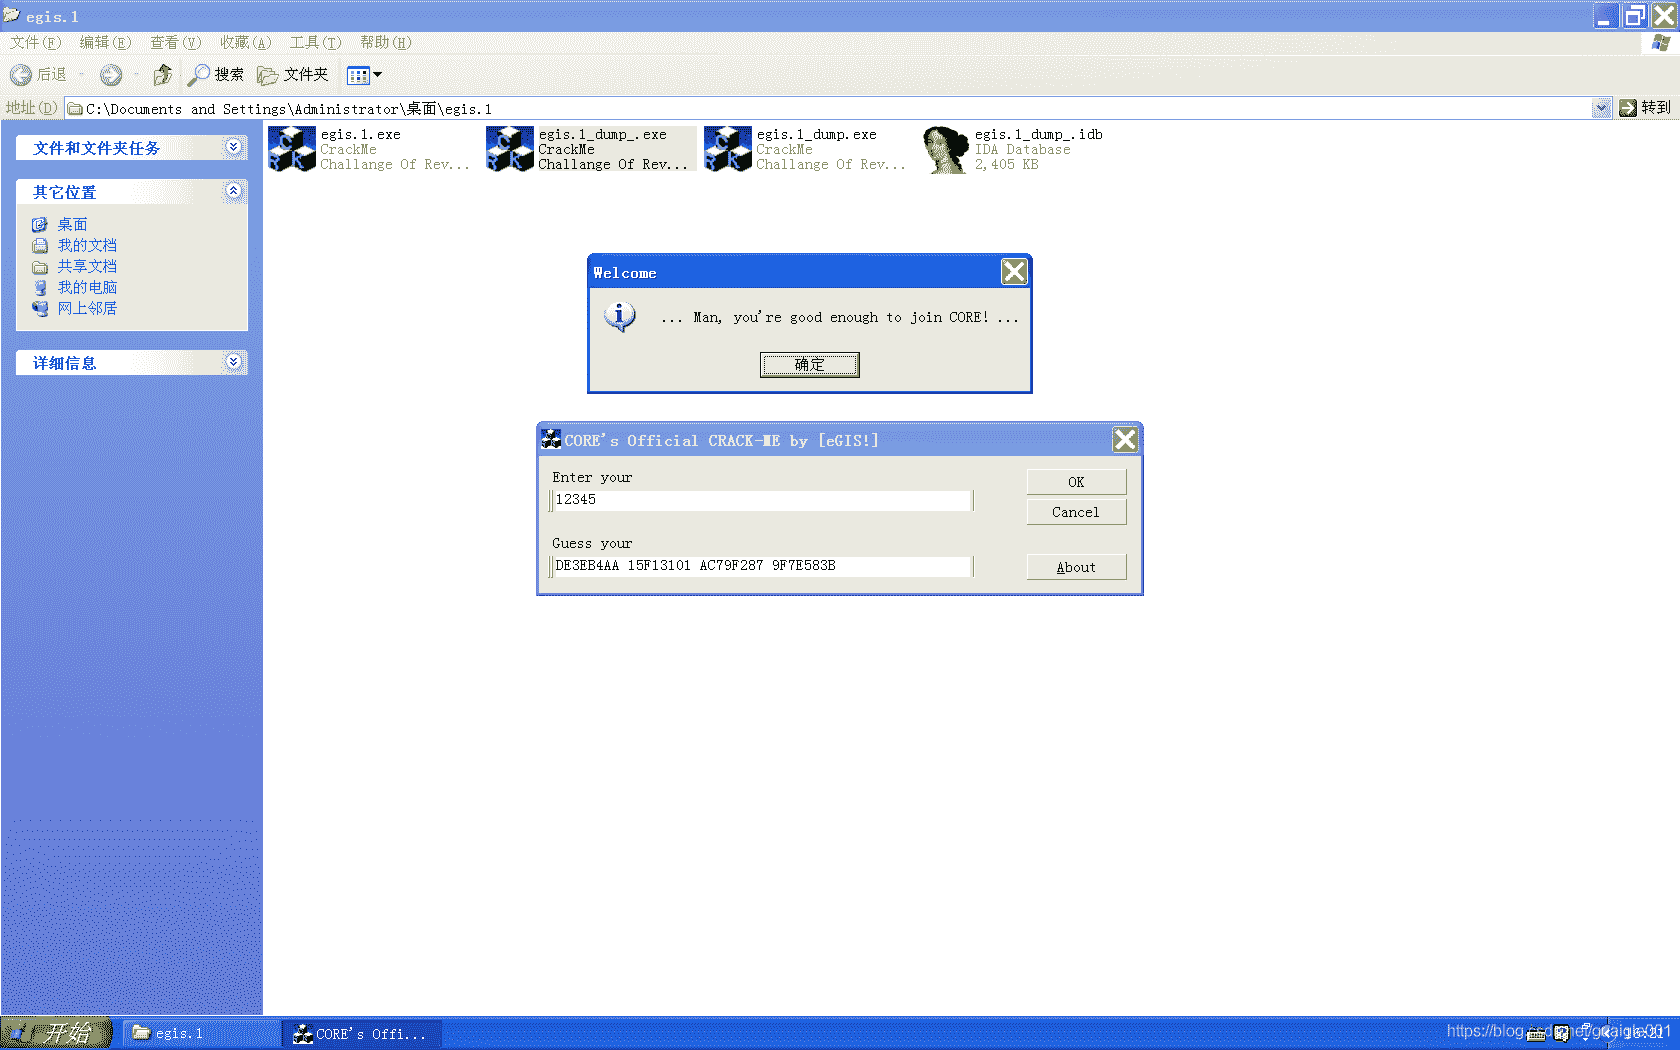 egis.1
文件(F) 编辑(E) 查看(V) 收藏(A) 工具(T) 帮助(H)
后退 搜索 文件夹
地址(D) C:\Documents and Settings\Administrator\桌面\egis.1 转到
文件和文件夹任务
其它位置
桌面
我的文档
共享文档
我的电脑
网上邻居
详细信息
egis.1.exe
CrackMe
Challange Of Rev...
egis.1_dump_.exe
CrackMe
Challange Of Rev...
egis.1_dump.exe
CrackMe
Challange Of Rev...
egis.1_dump_.idb
IDA Database
2,405 KB
Welcome
... Man, you're good enough to join CORE! ...
确定
CORE's Official CRACK-ME by [eGIS!]
Enter your
12345
OK
Cancel
Guess your
DE3EB4AA 15F13101 AC79F287 9F7E583B
About
开始 egis.1 CORE's Offi...